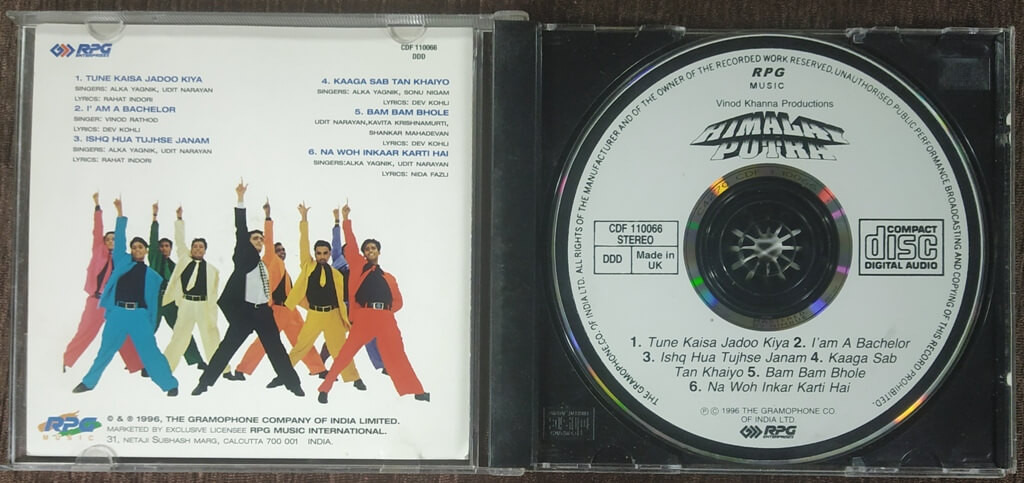 RPG
ENTERPRISES
CDF 110066
DDD
1. TUNE KAISA JADOO KIYA
SINGERS: ALKA YAGNIK, UDIT NARAYAN
LYRICS: RAHAT INDORI
2. I' AM A BACHELOR
SINGER: VINOD RATHOD
LYRICS: DEV KOHLI
3. ISHQ HUA TUJHSE JANAM
SINGERS: ALKA YAGNIK, UDIT NARAYAN
LYRICS: RAHAT INDORI
4. KAAGA SAB TAN KHAIYO
SINGERS: ALKA YAGNIK, SONU NIGAM
LYRICS: DEV KOHLI
5. BAM BAM BHOLE
UDIT NARAYAN,KAVITA KRISHNAMURTI,
SHANKAR MAHADEVAN
LYRICS: DEV KOHLI
6. NA WOH INKAAR KARTI HAI
SINGERS:ALKA YAGNIK, UDIT NARAYAN
LYRICS: NIDA FAZLI
RPG
MUSIC
© & ℗ 1996, THE GRAMOPHONE COMPANY OF INDIA LIMITED.
MARKETED BY EXCLUSIVE LICENSEE RPG MUSIC INTERNATIONAL.
31, NETAJI SUBHASH MARG, CALCUTTA 700 001 INDIA.
THE GRAMOPHONE CO. OF INDIA LTD. ALL RIGHTS OF THE MANUFACTURER AND OF THE OWNER OF THE RECORDED WORK RESERVED, UNAUTHORISED PUBLIC PERFORMANCE BROADCASTING AND COPYING OF THIS RECORD PROHIBITED.
RPG
MUSIC
Vinod Khanna Productions
HIMALAY
PUTRA
CDF 110066
STEREO
DDD
Made in
UK
COMPACT
disc
DIGITAL AUDIO
1. Tune Kaisa Jadoo Kiya 2. I'am A Bachelor
3. Ishq Hua Tujhse Janam 4. Kaaga Sab
Tan Khaiyo 5. Bam Bam Bhole
6. Na Woh Inkar Karti Hai
℗ © 1996 THE GRAMOPHONE CO.
OF INDIA LTD.
RPG
ENTERPRISES